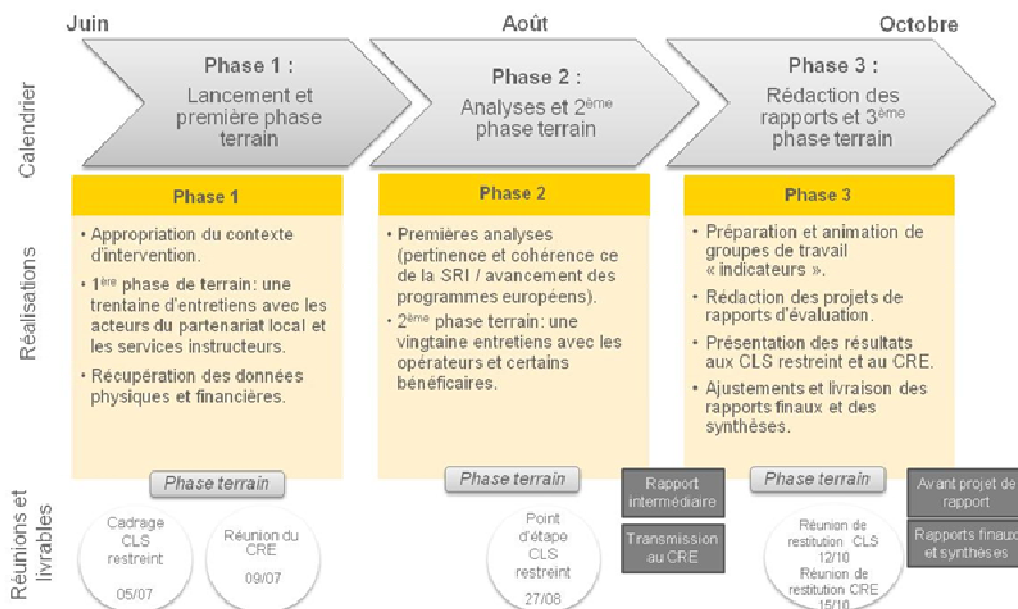 Juin
Août
Octobre
Calendrier
Phase 1 :
Lancement et
première phase
terrain
Phase 2 :
Analyses et 2ème
phase terrain
Phase 3 :
Rédaction des
rapports et 3ème
phase terrain
Réalisations
Phase 1
• Appropriation du contexte
d'intervention.
• 1ère phase de terrain: une
trentaine d'entretiens avec les
acteurs du partenariat local et
les services instructeurs.
• Récupération des données
physiques et financières.
Phase 2
• Premières analyses
(pertinence et cohérence ce
de la SRI / avancement des
programmes européens).
• 2ème phase terrain: une
vingtaine entretiens avec les
opérateurs et certains
bénéficaires.
Phase 3
• Préparation et animation de
groupes de travail
« indicateurs ».
• Rédaction des projets de
rapports d'évaluation.
• Présentation des résultats
aux CLS restreint et au CRE.
• Ajustements et livraison des
rapports finaux et des
synthèses.
Réunions et
livrables
Phase terrain
Cadrage
CLS
restreint
05/07
Réunion du
CRE
09/07
Phase terrain
Point
d'étape
CLS
restreint
27/08
Rapport
intermédiaire
Transmission
au CRE
Phase terrain
Réunion de
restitution CLS
12/10
Réunion de
restitution CRE
15/10
Avant projet de
rapport
Rapports finaux
et synthèses